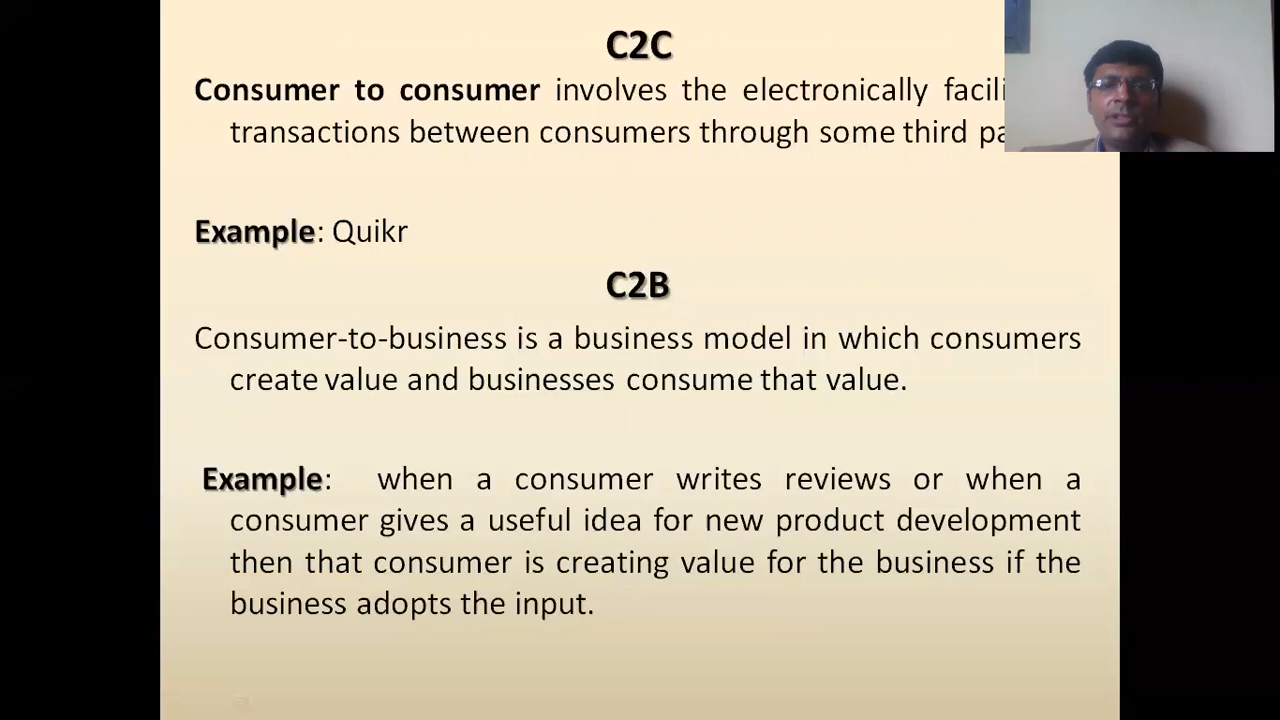 C2C
Consumer to consumer involves the electronically
transactions between consumers through some third
Example: Quikr
C2B
Consumer-to-business is a business model in which consumers
create value and businesses consume that value.
Example: when a consumer writes reviews or when a
consumer gives a useful idea for new product development
then that consumer is creating value for the business if the
business adopts the input.